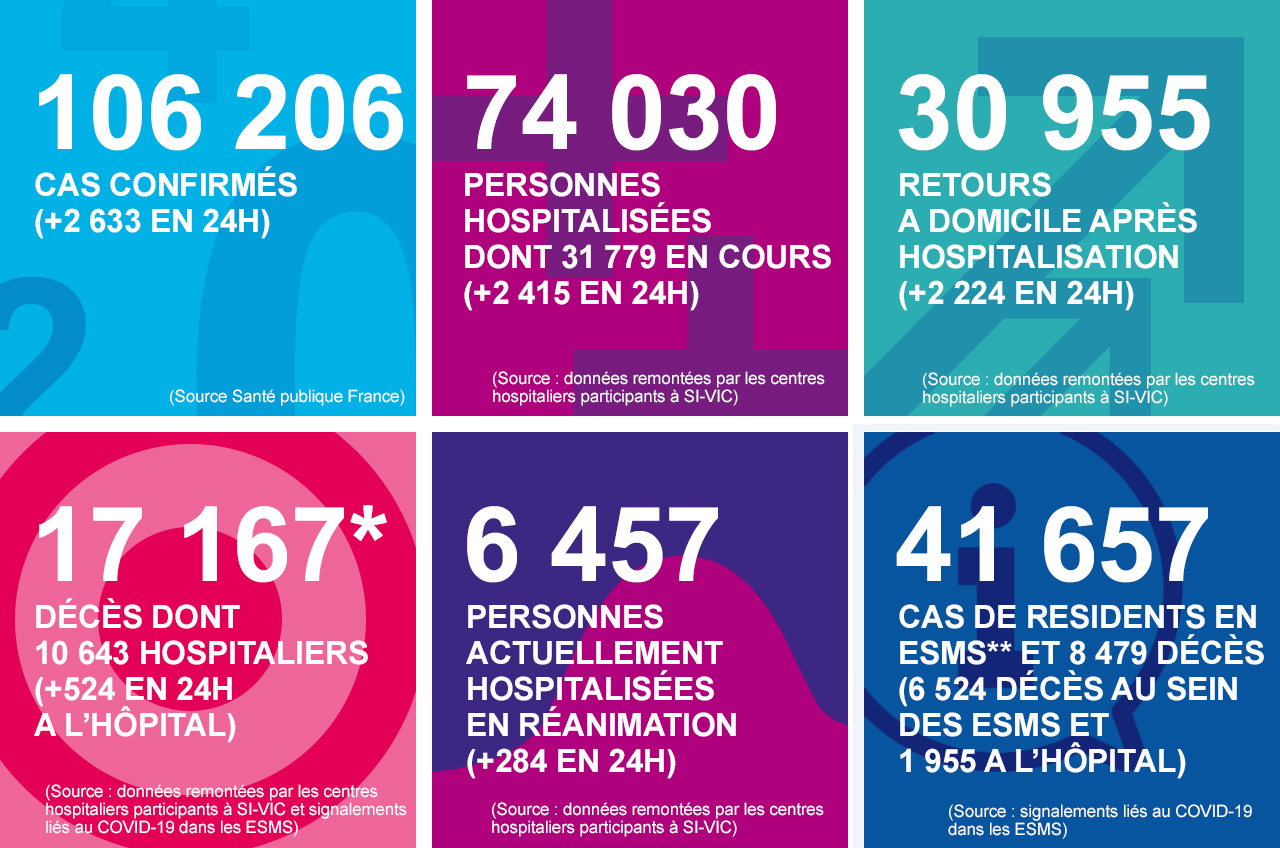 106 206
CAS CONFIRMÉS
(+2 633 EN 24H)
(Source Santé publique France)
74 030
PERSONNES
HOSPITALISÉES
DONT 31 779 EN COURS
(+2 415 EN 24H)
(Source : données remontées par les centres
hospitaliers participants à SI-VIC)
30 955
RETOURS
A DOMICILE APRÈS
HOSPITALISATION
(+2 224 EN 24H)
(Source : données remontées par les centres
hospitaliers participants à SI-VIC)
17 167*
DÉCÈS DONT
10 643 HOSPITALIERS
(+524 EN 24H
A L’HÔPITAL)
(Source : données remontées par les centres
hospitaliers participants à SI-VIC et signalements
liés au COVID-19 dans les ESMS)
6 457
PERSONNES
ACTUELLEMENT
HOSPITALISÉES
EN RÉANIMATION
(+284 EN 24H)
(Source : données remontées par les centres
hospitaliers participants à SI-VIC)
41 657
CAS DE RESIDENTS EN
ESMS** ET 8 479 DÉCÈS
(6 524 DÉCÈS AU SEIN
DES ESMS ET
1 955 A L’HÔPITAL)
(Source : signalements liés au COVID-19
dans les ESMS)